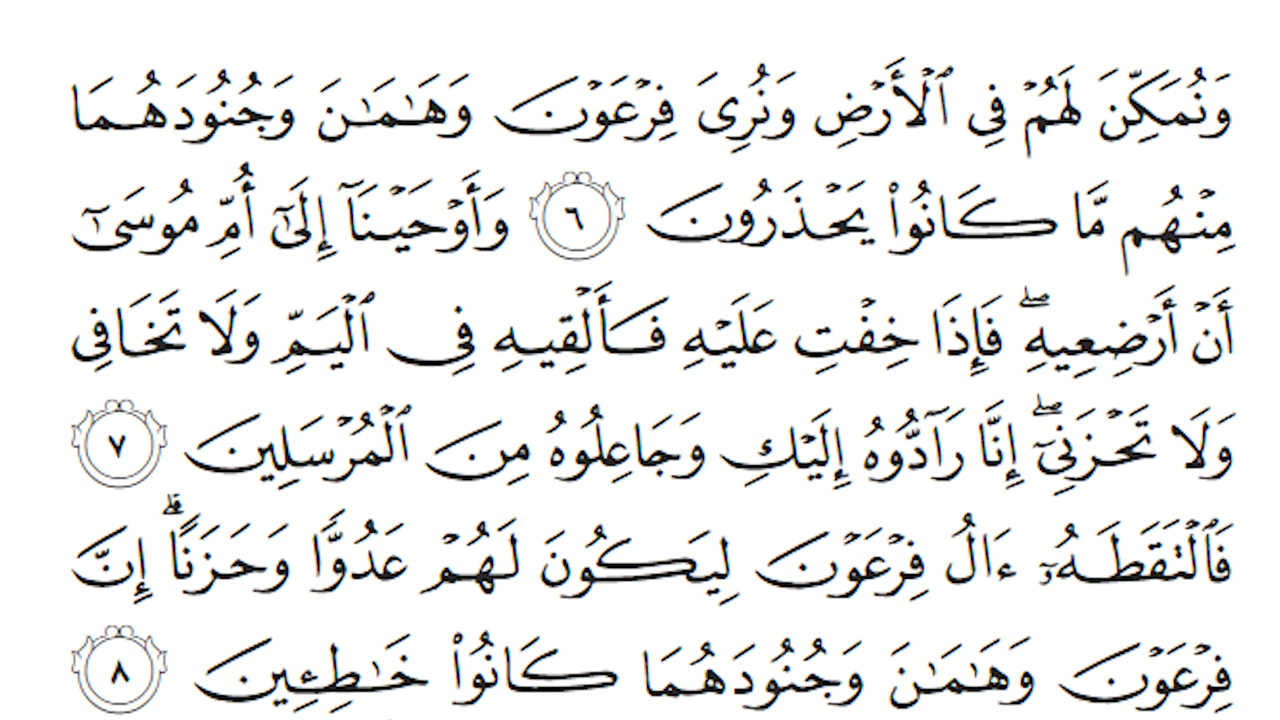 وَنُمَكِّنَ لَهُمۡ فِي ٱلۡأَرۡضِ وَنُرِيَ فِرۡعَوۡنَ وَهَٰمَٰنَ وَجُنُودَهُمَا
مِنۡهُم مَّا كَانُواْ يَحۡذَرُونَ ٦ وَأَوۡحَيۡنَآ إِلَىٰٓ أُمِّ مُوسَىٰٓ
أَنۡ أَرۡضِعِيهِۖ فَإِذَا خِفۡتِ عَلَيۡهِ فَأَلۡقِيهِ فِي ٱلۡيَمِّ وَلَا تَخَافِي
وَلَا تَحۡزَنِيٓۖ إِنَّا رَآدُّوهُ إِلَيۡكِ وَجَاعِلُوهُ مِنَ ٱلۡمُرۡسَلِينَ ٧
فَٱلۡتَقَطَهُۥٓ ءَالُ فِرۡعَوۡنَ لِيَكُونَ لَهُمۡ عَدُوّٗا وَحَزَنًاۗ إِنَّ
فِرۡعَوۡنَ وَهَٰمَٰنَ وَجُنُودَهُمَا كَانُواْ خَٰطِـِٔينَ ٨